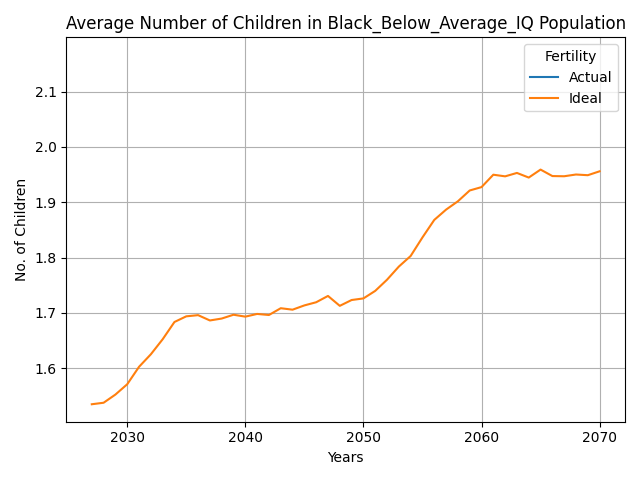 Average Number of Children in Black_Below_Average_IQ Population
Fertility
Actual
Ideal
No. of Children
2.1
2.0
1.9
1.8
1.7
1.6
2030 2040 2050 2060 2070
Years